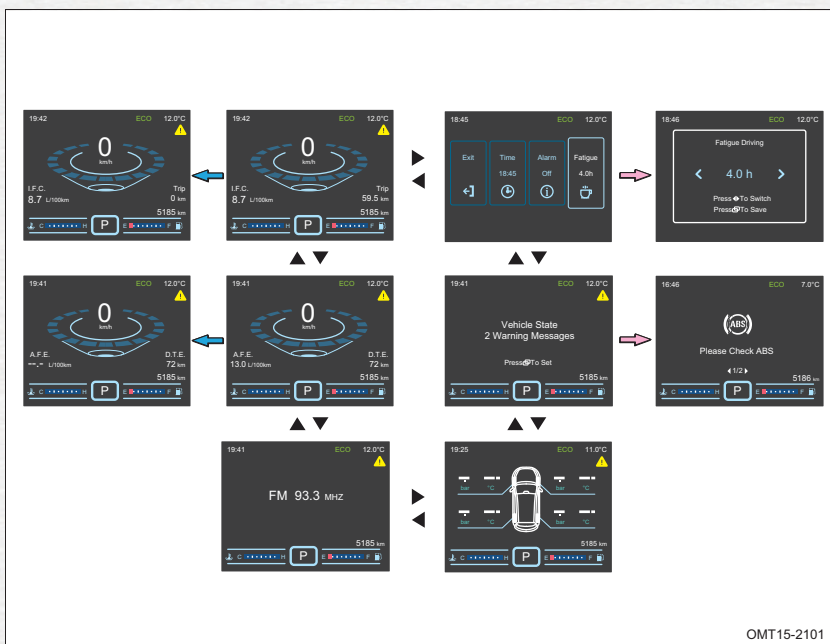 19:42 ECO 12.0°C
0
km/h
I.F.C. Trip
8.7 L/100km 0 km
5185 km
C H P E F
19:42 ECO 12.0°C
0
km/h
I.F.C. Trip
8.7 L/100km 59.5 km
5185 km
C H P E F
18:45 ECO 12.0°C
Exit Time Alarm Fatigue
18:45 Off 4.0h
18:46 ECO 12.0°C
Fatigue Driving
4.0 h
Press To Switch
Press To Save
19:41 ECO 12.0°C
0
km/h
A.F.E. D.T.E.
--.- L/100km 72 km
5185 km
C H P E F
19:41 ECO 12.0°C
0
km/h
A.F.E. D.T.E.
13.0 L/100km 72 km
5185 km
C H P E F
19:41 ECO 12.0°C
Vehicle State
2 Warning Messages
Press To Set
5185 km
C H P E F
16:46 ECO 7.0°C
ABS
Please Check ABS
1/2
5186 km
C H P E F
19:41 ECO 12.0°C
FM 93.3 MHZ
5185 km
C H P E F
19:25 ECO 11.0°C
bar °C bar °C
bar °C bar °C
5185 km
C H P E F
OMT15-2101